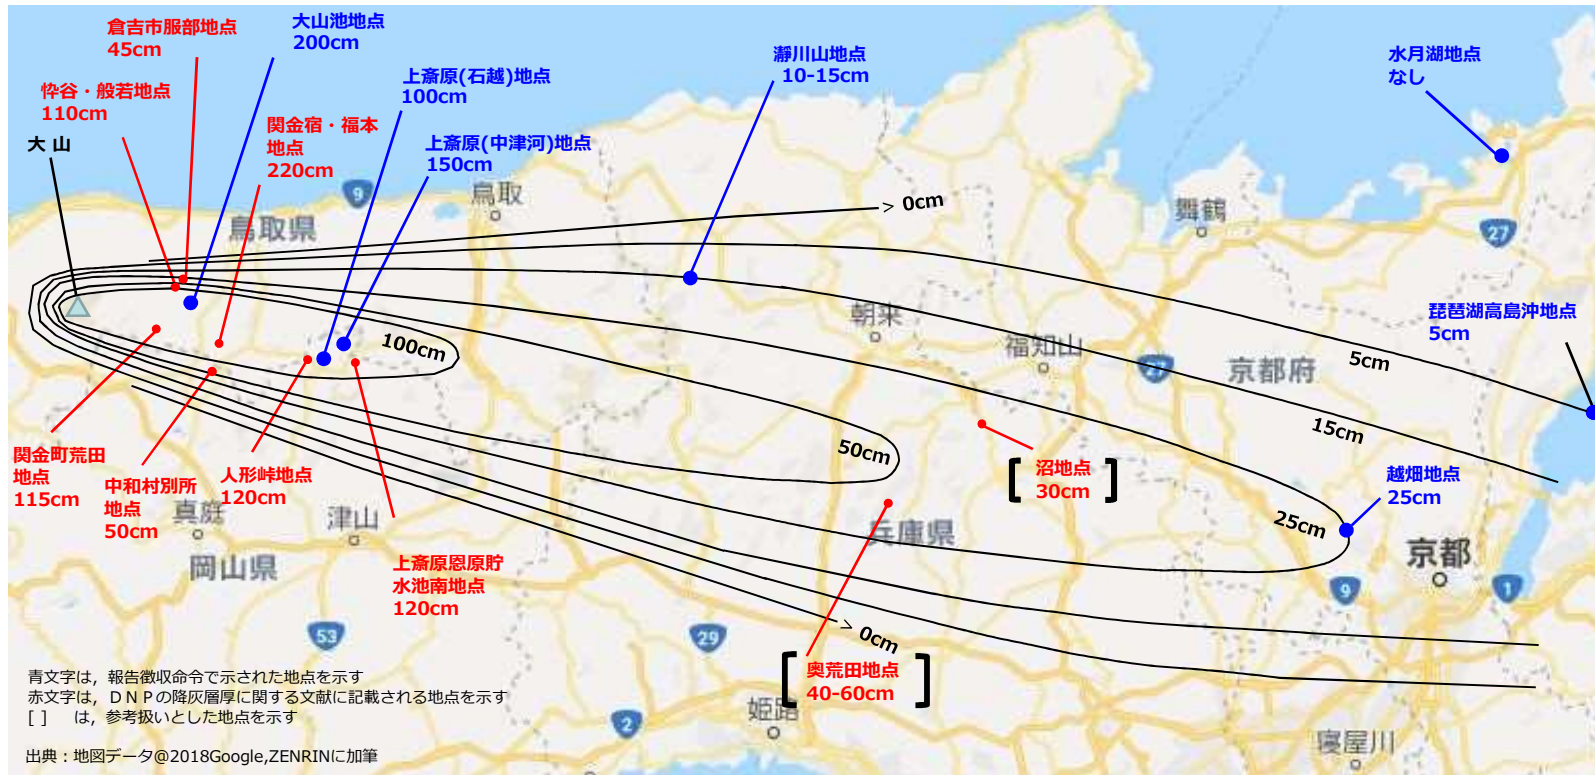 倉吉市服部地点
45cm
大山池地点
200cm
瀞川山地点
10-15cm
水月湖地点
なし
上斎原(石越)地点
100cm
忰谷・般若地点
110cm
関金宿・福本
地点
220cm
大 山
上斎原(中津河)地点
150cm
9
鳥取
鳥取県
> 0cm
舞鶴
27
朝来
福知山
27
京都府
琵琶湖高島沖地点
5cm
100cm
5cm
15cm
50cm
関金町荒田
地点
115cm
中和村別所
地点
50cm
人形峠地点
120cm
[ 沼地点
30cm ]
越畑地点
25cm
真庭
津山
25cm
兵庫県
京都
岡山県
上斎原恩原貯
水池南地点
120cm
9
1
53
29
> 0cm
[ 奥荒田地点
40-60cm ]
青文字は，報告徴収命令で示された地点を示す
赤文字は，ＤＮＰの降灰層厚に関する文献に記載される地点を示す
[ ] は，参考扱いとした地点を示す
2
姫路
寝屋川
出典：地図データ@2018Google,ZENRINに加筆